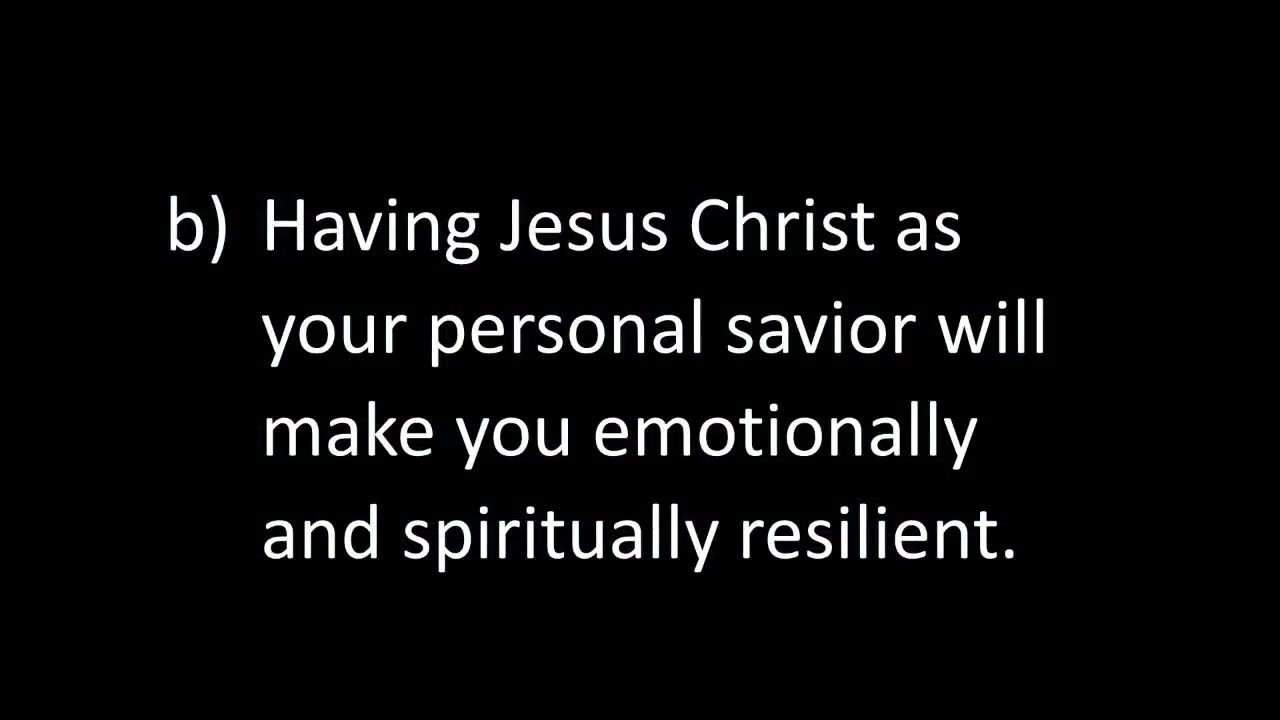 b) Having Jesus Christ as
your personal savior will
make you emotionally
and spiritually resilient.